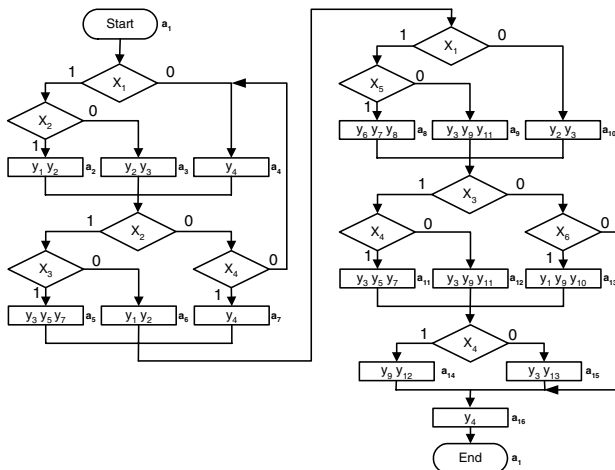 Start a₁
X₁
1 0
X₂
1 0
y₁ y₂ a₂
y₂ y₃ a₃
y₄ a₄
X₂
1 0
X₃
1 0
X₄
1 0
y₃ y₅ y₇ a₅
y₁ y₂ a₆
y₄ a₇
X₁
1 0
X₅
1 0
y₆ y₇ y₈ a₈
y₃ y₉ y₁₁ a₉
y₂ y₃ a₁₀
X₃
1 0
X₄
1 0
X₆
1 0
y₃ y₅ y₇ a₁₁
y₃ y₉ y₁₁ a₁₂
y₁ y₉ y₁₀ a₁₃
X₄
1 0
y₉ y₁₂ a₁₄
y₃ y₁₃ a₁₅
y₄ a₁₆
End a₁